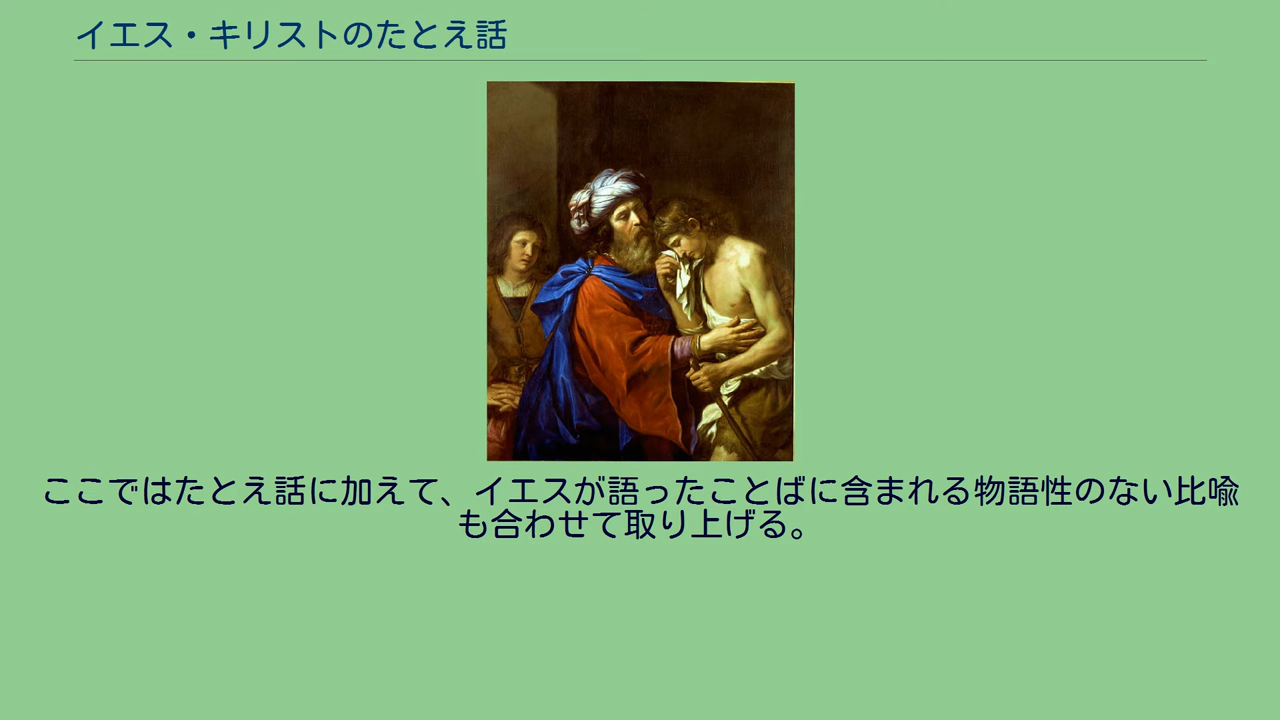 イエス・キリストのたとえ話
ここではたとえ話に加えて、イエスが語ったことばに含まれる物語性のない比喩
も合わせて取り上げる。